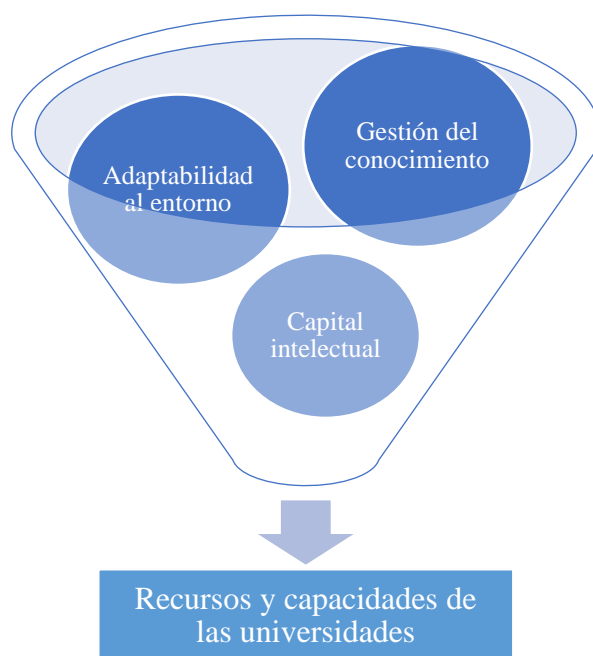 Gestión del
conocimiento
Adaptabilidad
al entorno
Capital
intelectual
Recursos y capacidades de
las universidades